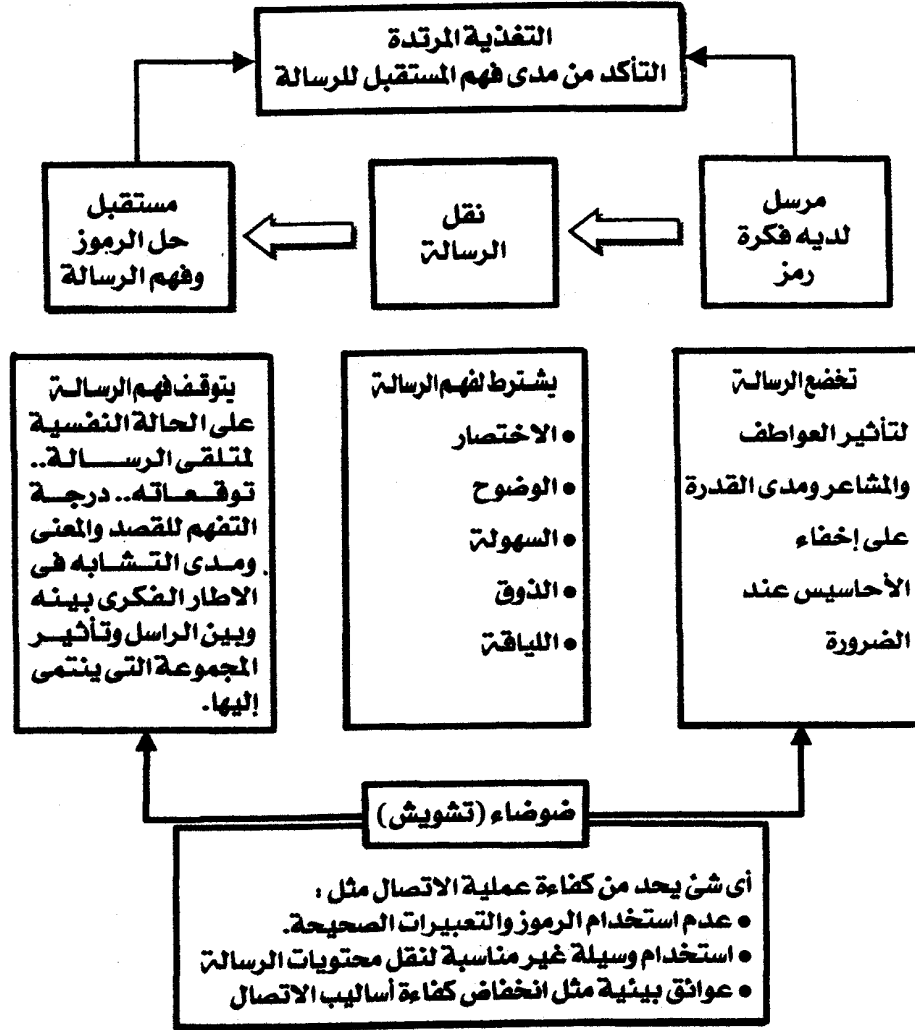 التغذية المرتدة
التأكد من مدى فهم المستقبل للرسالة
مرسل
لديه فكرة
رمز
نقل
الرسالة
مستقبل
حل الرموز
وفهم الرسالة
تخضع الرسالة
لتأثير العواطف
والمشاعر ومدى القدرة
على إخفاء
الأحاسيس عند
الضرورة
يشترط لفهم الرسالة
• الاختصار
• الوضوح
• السهولة
• الذوق
• اللياقة
يتوقف فهم الرسالة
على الحالة النفسية
لمتلقى الرسالة..
توقعاته.. درجة
التفهم للقصد والمعنى
ومدى التشابه فى
الاطار الفكرى بينه
وبين الراسل وتأثير
المجموعة التى ينتمى
إليها.
ضوضاء (تشويش)
أى شئ يحد من كفاءة عملية الاتصال مثل :
• عدم استخدام الرموز والتعبيرات الصحيحة.
• استخدام وسيلة غير مناسبة لنقل محتويات الرسالة
• عوائق بيئية مثل انخفاض كفاءة أساليب الاتصال